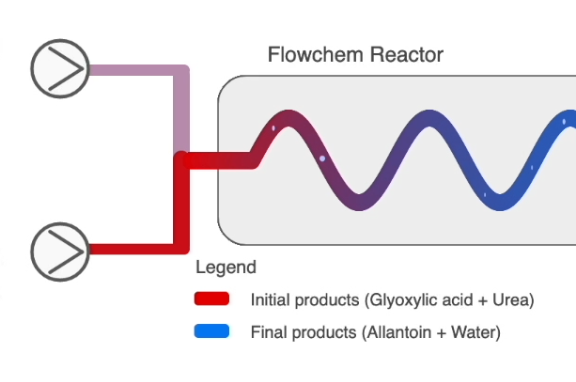 Flowchem Reactor
Legend
Initial products (Glyoxylic acid + Urea)
Final products (Allantoin + Water)